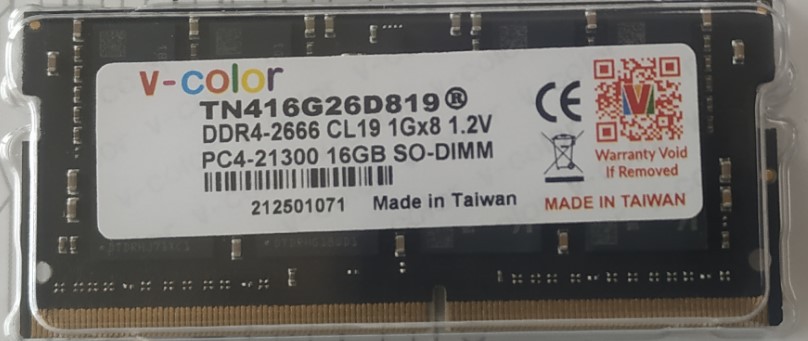 v-color
TN416G26D819®
DDR4-2666 CL19 1Gx8 1.2V
PC4-21300 16GB SO-DIMM
212501071 Made in Taiwan
CE
V
Warranty Void
If Removed
MADE IN TAIWAN